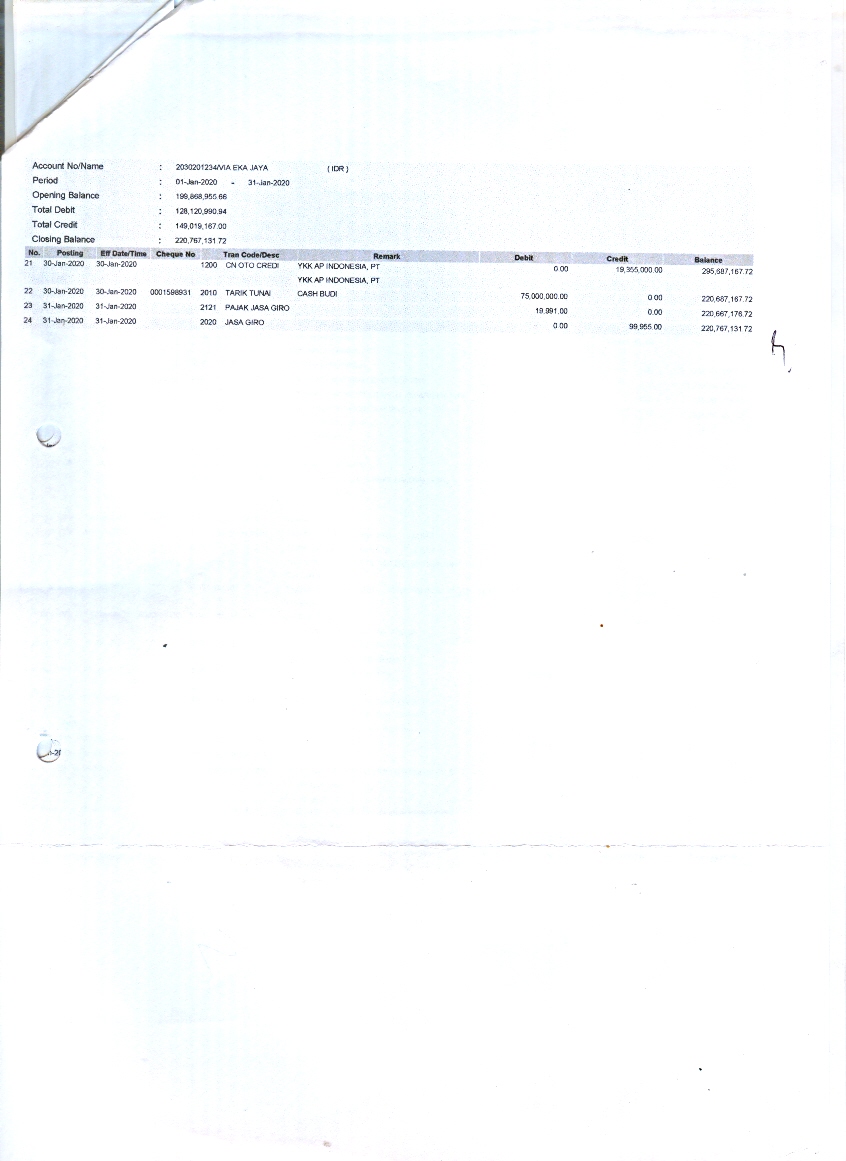 Account No/Name : 2030201234/VIA EKA JAYA (IDR)
Period : 01-Jan-2020 - 31-Jan-2020
Opening Balance : 199,868,955.66
Total Debit : 128,120,990.94
Total Credit : 149,019,167.00
Closing Balance : 220,767,131.72
No. Posting Eff Date/Time Cheque No Tran Code/Desc Remark Debit Credit Balance
21 30-Jan-2020 30-Jan-2020 1200 CN OTO CREDI YKK AP INDONESIA, PT 0.00 19,355,000.00 295,687,167.72
YKK AP INDONESIA, PT
22 30-Jan-2020 30-Jan-2020 0001598931 2010 TARIK TUNAI CASH BUDI 75,000,000.00 0.00 220,687,167.72
23 31-Jan-2020 31-Jan-2020 2121 PAJAK JASA GIRO 19,991.00 0.00 220,667,176.72
24 31-Jan-2020 31-Jan-2020 2020 JASA GIRO 0.00 99,955.00 220,767,131.72